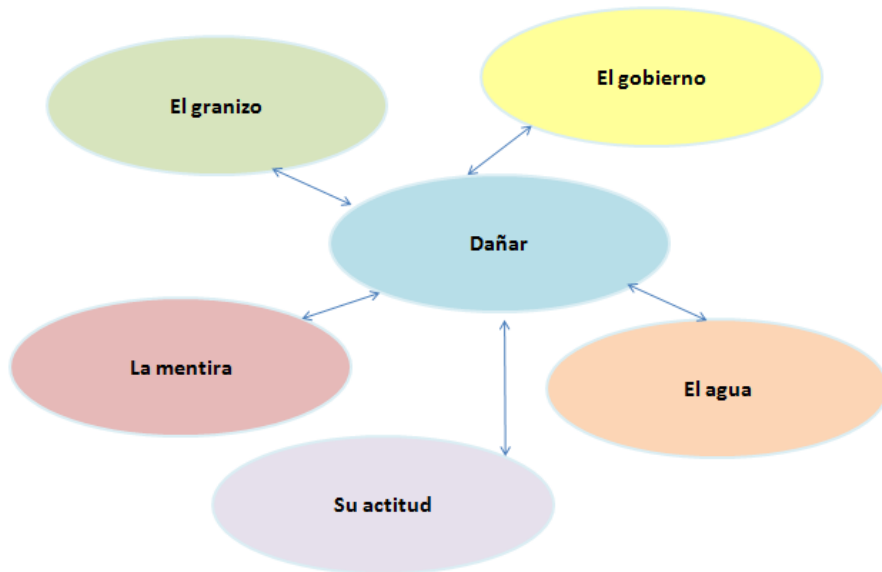 El gobierno
El granizo
Dañar
La mentira
El agua
Su actitud